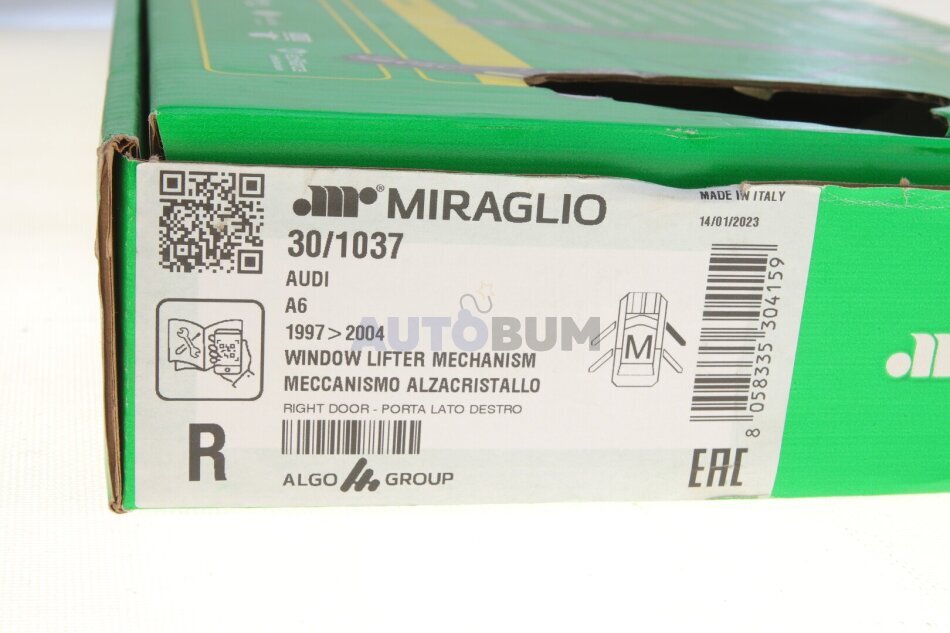 MIRAGLIO
30/1037
AUDI
A6
1997 > 2004
WINDOW LIFTER MECHANISM
MECCANISMO ALZACRISTALLO
RIGHT DOOR - PORTA LATO DESTRO
R
ALGO GROUP
MADE IN ITALY
14/01/2023
M
8 058335 304159
EAC
AUTOBUM